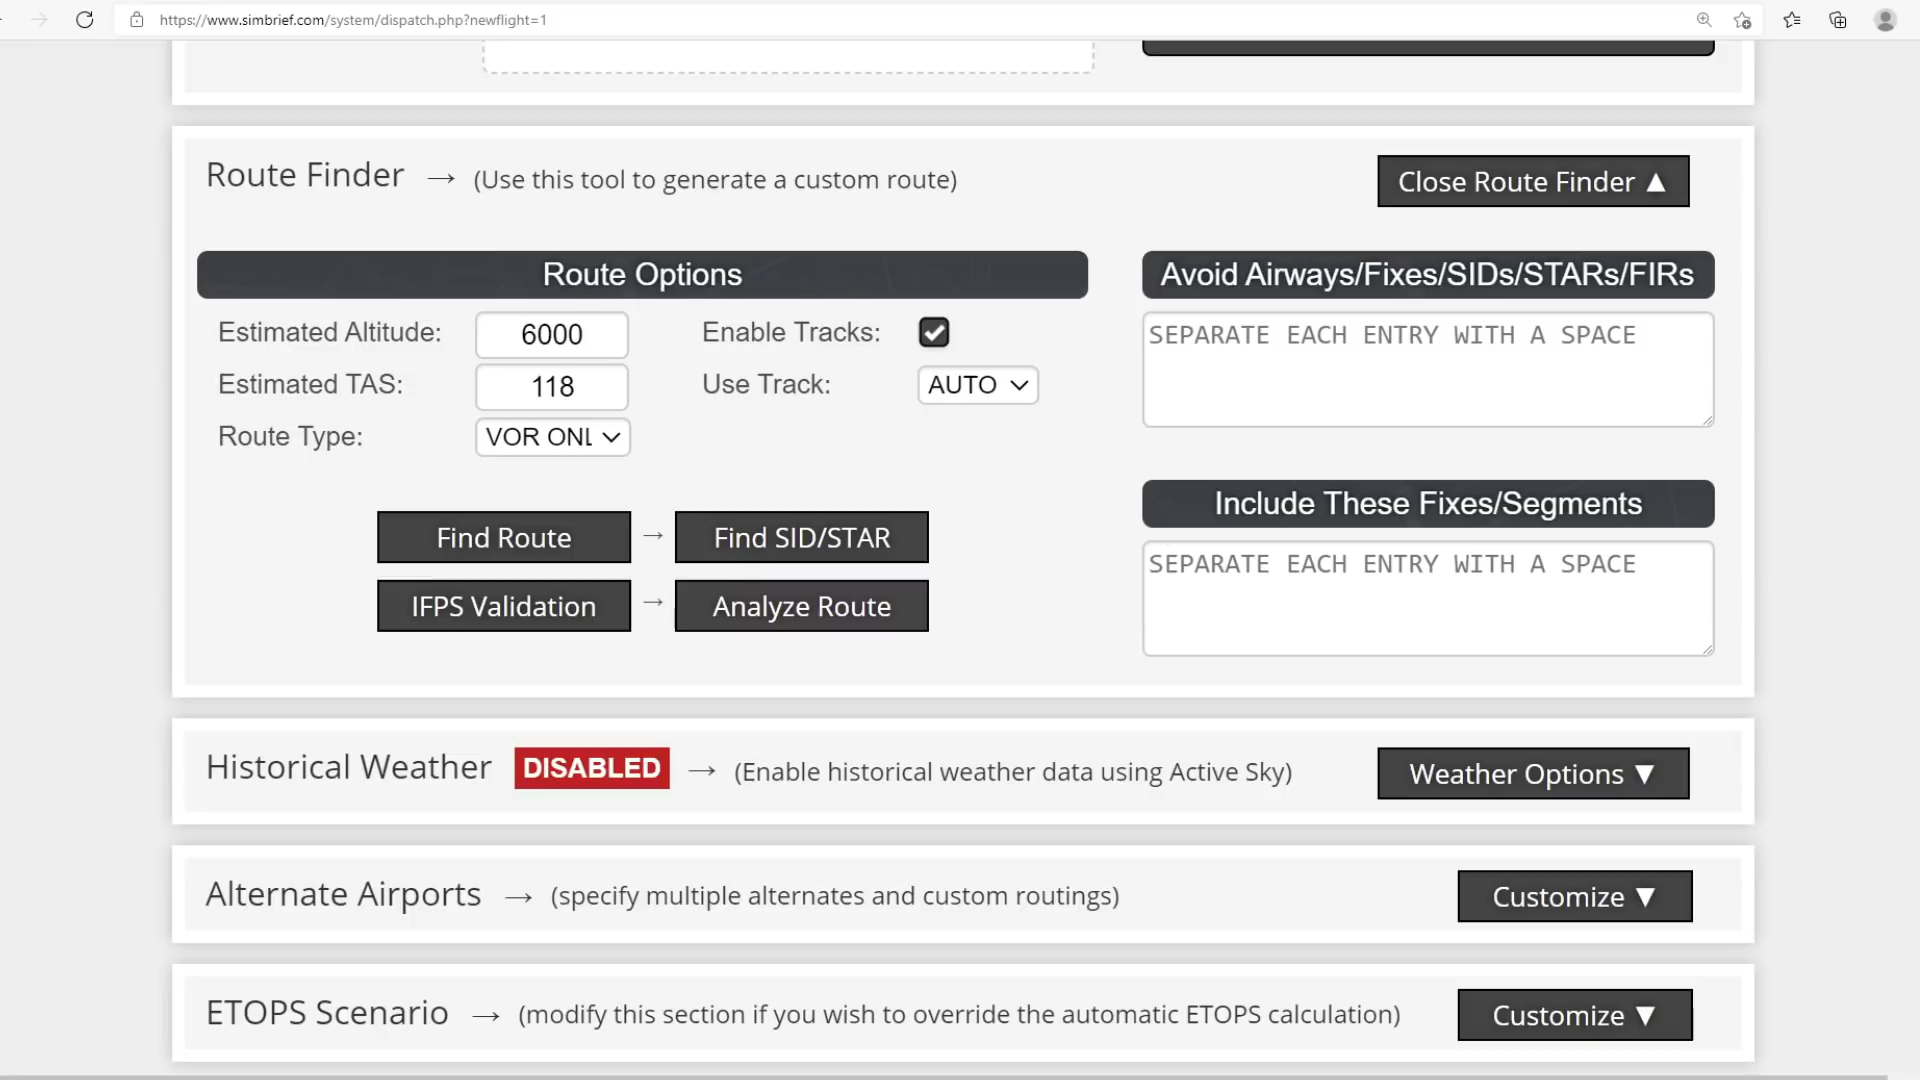 https://www.simbrief.com/system/dispatch.php?newflight=1
Route Finder → (Use this tool to generate a custom route)
Close Route Finder ▲
Route Options
Estimated Altitude: 6000
Enable Tracks:
Estimated TAS: 118
Use Track: AUTO
Route Type: VOR ONL
Find Route → Find SID/STAR
IFPS Validation → Analyze Route
Avoid Airways/Fixes/SIDs/STARs/FIRs
SEPARATE EACH ENTRY WITH A SPACE
Include These Fixes/Segments
SEPARATE EACH ENTRY WITH A SPACE
Historical Weather DISABLED → (Enable historical weather data using Active Sky)
Weather Options ▼
Alternate Airports → (specify multiple alternates and custom routings)
Customize ▼
ETOPS Scenario → (modify this section if you wish to override the automatic ETOPS calculation)
Customize ▼